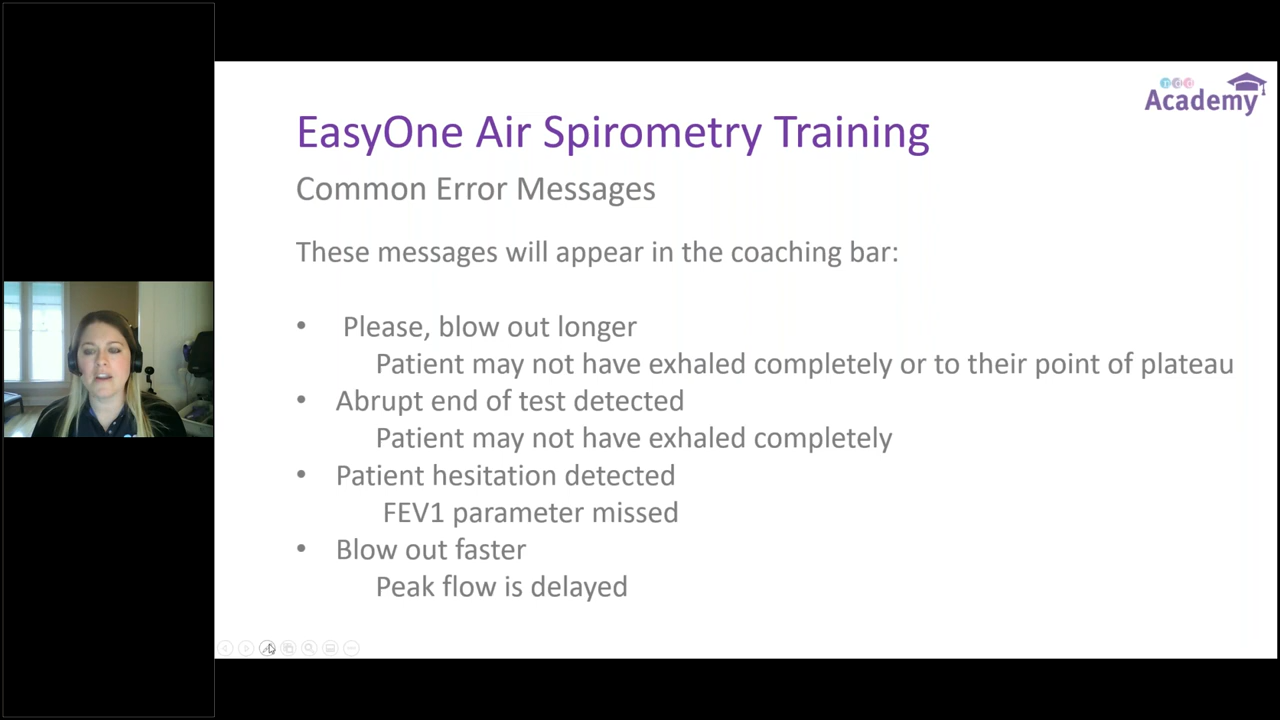 ndd
Academy
EasyOne Air Spirometry Training
Common Error Messages
These messages will appear in the coaching bar:
• Please, blow out longer
Patient may not have exhaled completely or to their point of plateau
• Abrupt end of test detected
Patient may not have exhaled completely
• Patient hesitation detected
FEV1 parameter missed
• Blow out faster
Peak flow is delayed